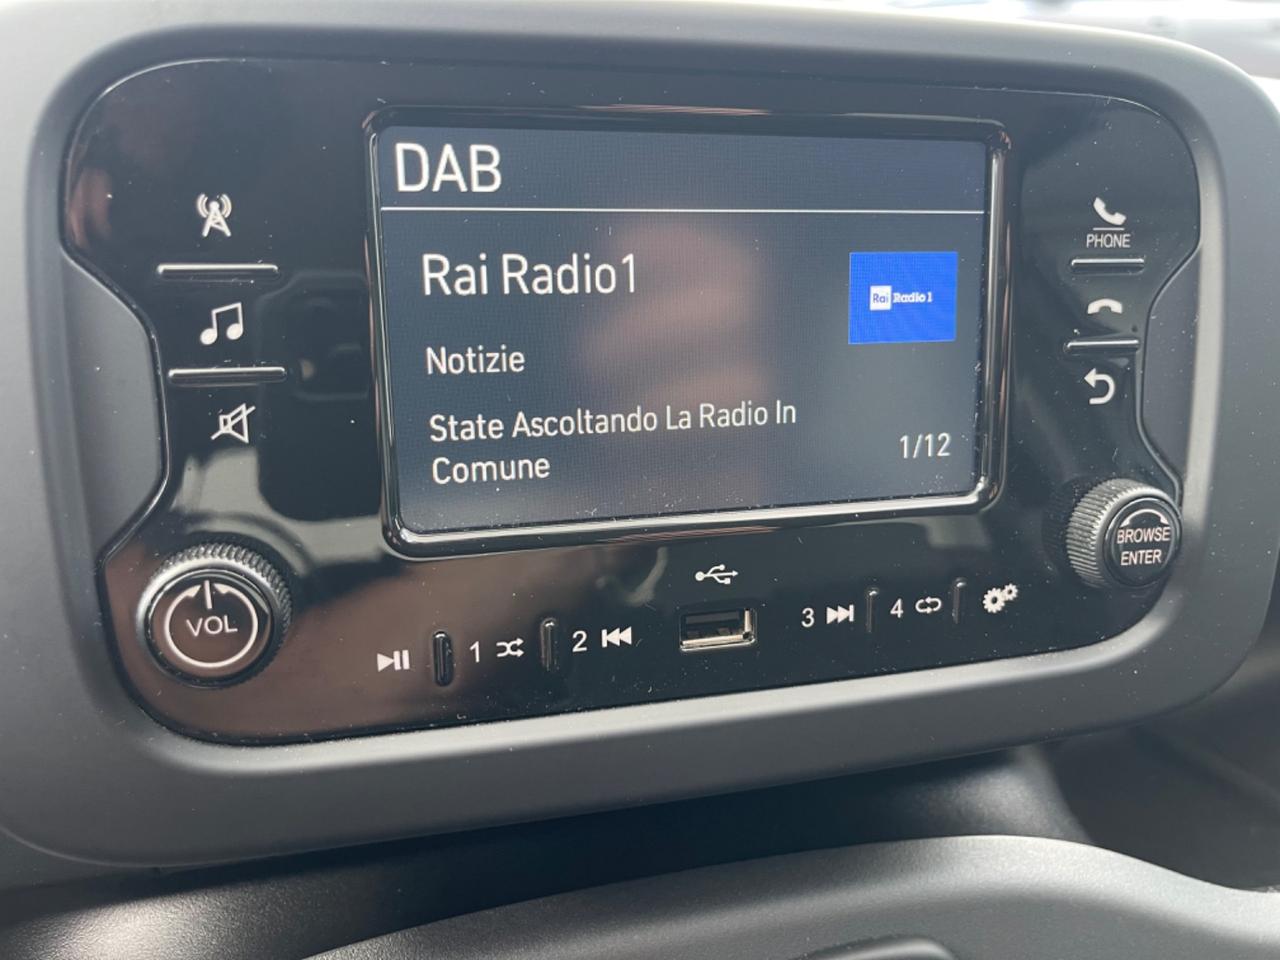 DAB
Rai Radio1
Rai Radio 1
Notizie
State Ascoltando La Radio In
Comune
1/12
PHONE
BROWSE
ENTER
VOL
1
2
3
4